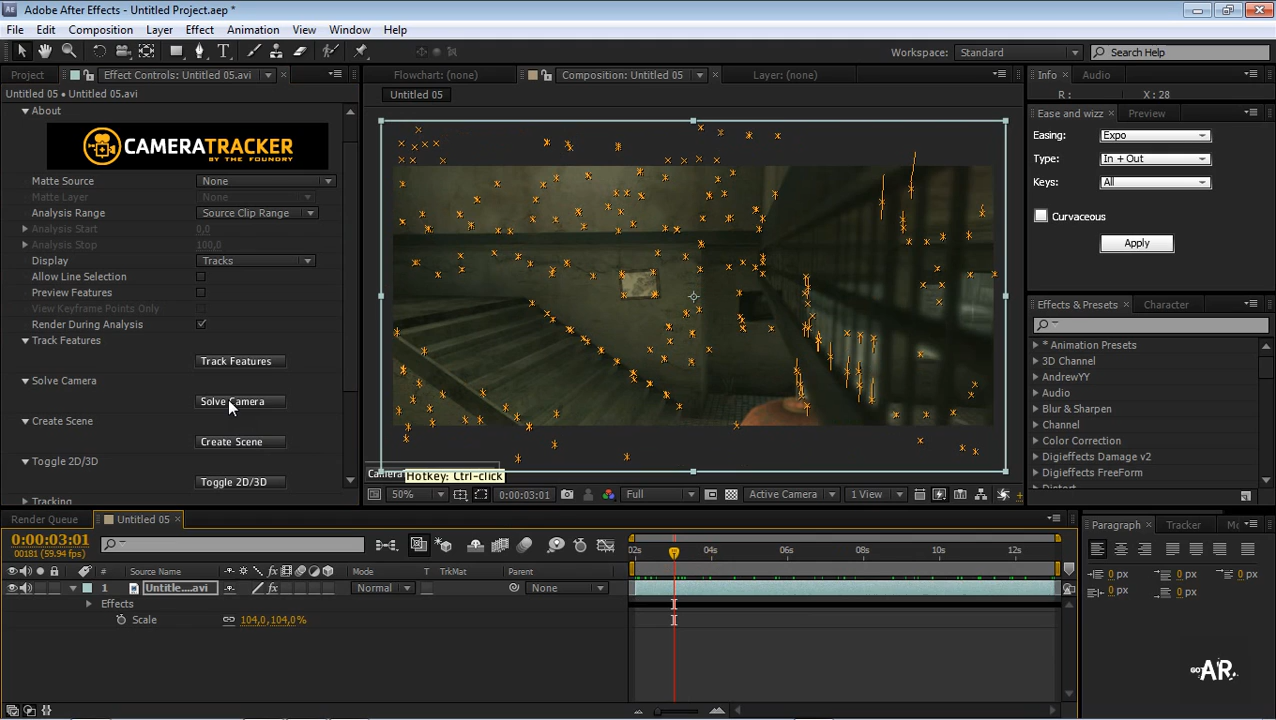 Adobe After Effects - Untitled Project.aep *
File Edit Composition Layer Effect Animation View Window Help
Workspace: Standard Search Help
Project Effect Controls: Untitled 05.avi Flowchart: (none) Composition: Untitled 05 Layer: (none) Info Audio
Untitled 05 • Untitled 05.avi Untitled 05 R : X : 28
About
CAMERATRACKER
BY THE FOUNDRY
Ease and wizz Preview
Easing: Expo
Type: In + Out
Keys: All
Curvaceous
Apply
Matte Source None
Matte Layer None
Analysis Range Source Clip Range
Analysis Start 0,0
Analysis Stop 100,0
Display Tracks
Allow Line Selection
Preview Features
View Keyframe Points Only
Render During Analysis
Track Features
Track Features
Solve Camera
Solve Camera
Create Scene
Create Scene
Toggle 2D/3D
Toggle 2D/3D
Tracking
Effects & Presets Character
* Animation Presets
3D Channel
AndrewYY
Audio
Blur & Sharpen
Channel
Color Correction
Digieffects Damage v2
Digieffects FreeForm
Distort
Hotkey: Ctrl-click
50% 0:00:03:01 Full Active Camera 1 View
Render Queue Untitled 05
0:00:03:01
00181 (59.94 fps)
02s 04s 06s 08s 10s 12s
# Source Name Mode T TrkMat Parent
1 Untitle....avi Normal None
Effects
Scale 104,0,104,0%
Paragraph Tracker
0 px 0 px 0 px
0 px 0 px
GOT AR.